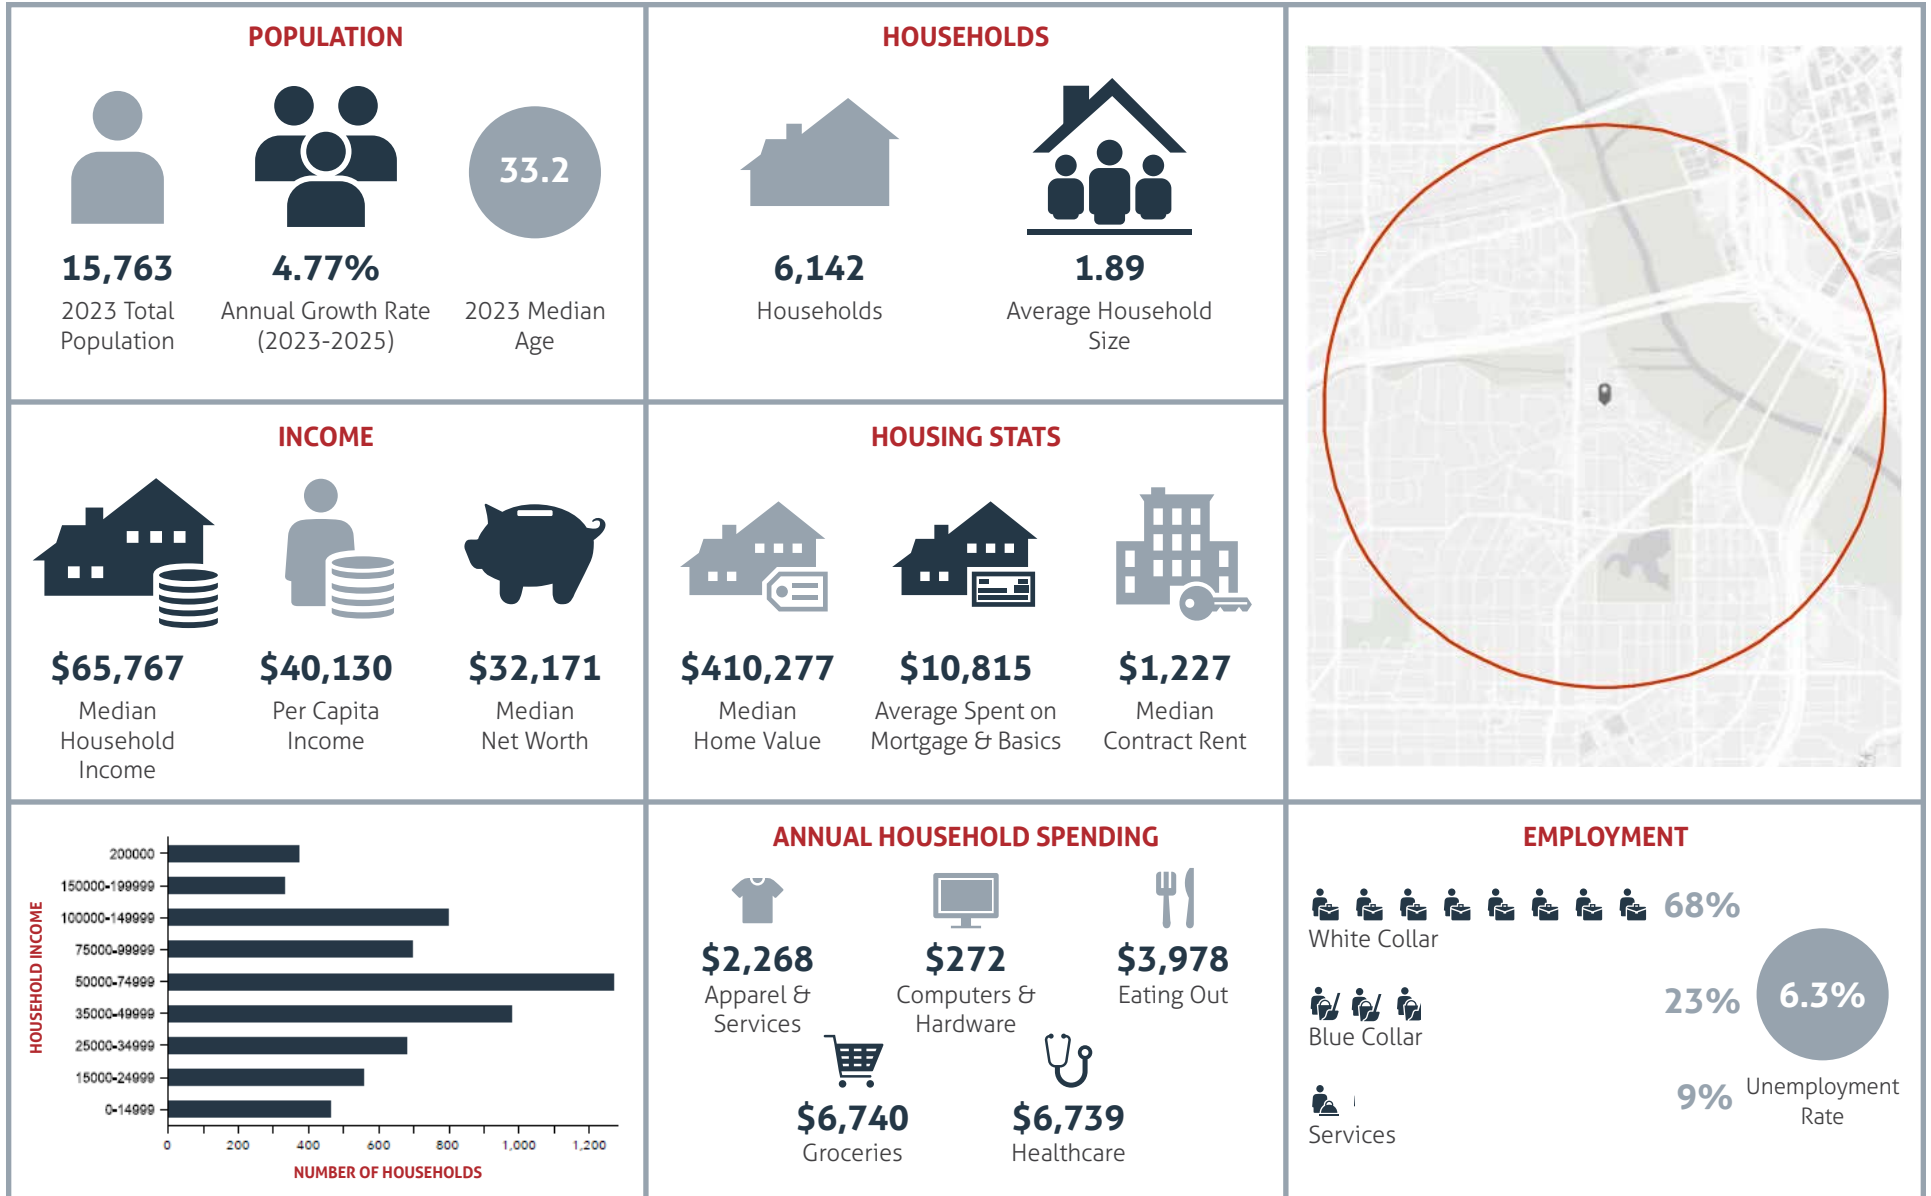 POPULATION
33.2
15,763
2023 Total
Population
4.77%
Annual Growth Rate
(2023-2025)
2023 Median
Age
HOUSEHOLDS
6,142
Households
1.89
Average Household
Size
INCOME
$65,767
Median
Household
Income
$40,130
Per Capita
Income
$32,171
Median
Net Worth
HOUSING STATS
$410,277
Median
Home Value
$10,815
Average Spent on
Mortgage & Basics
$1,227
Median
Contract Rent
HOUSEHOLD INCOME
200000
150000-199999
100000-149999
75000-99999
50000-74999
35000-49999
25000-34999
15000-24999
0-14999
0 200 400 600 800 1,000 1,200
NUMBER OF HOUSEHOLDS
ANNUAL HOUSEHOLD SPENDING
$2,268
Apparel &
Services
$272
Computers &
Hardware
$3,978
Eating Out
$6,740
Groceries
$6,739
Healthcare
EMPLOYMENT
68%
White Collar
23%
Blue Collar
9%
Services
6.3%
Unemployment
Rate